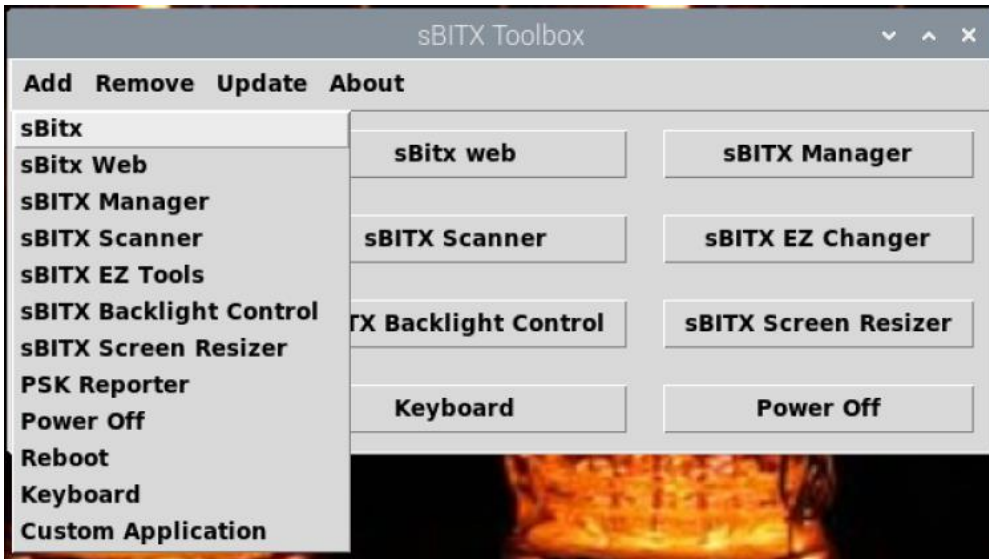 sBITX Toolbox
Add Remove Update About
sBitx
sBitx Web
sBITX Manager
sBITX Scanner
sBITX EZ Tools
sBITX Backlight Control
sBITX Screen Resizer
PSK Reporter
Power Off
Reboot
Keyboard
Custom Application
sBitx web
sBITX Manager
sBITX Scanner
sBITX EZ Changer
TX Backlight Control
sBITX Screen Resizer
Keyboard
Power Off